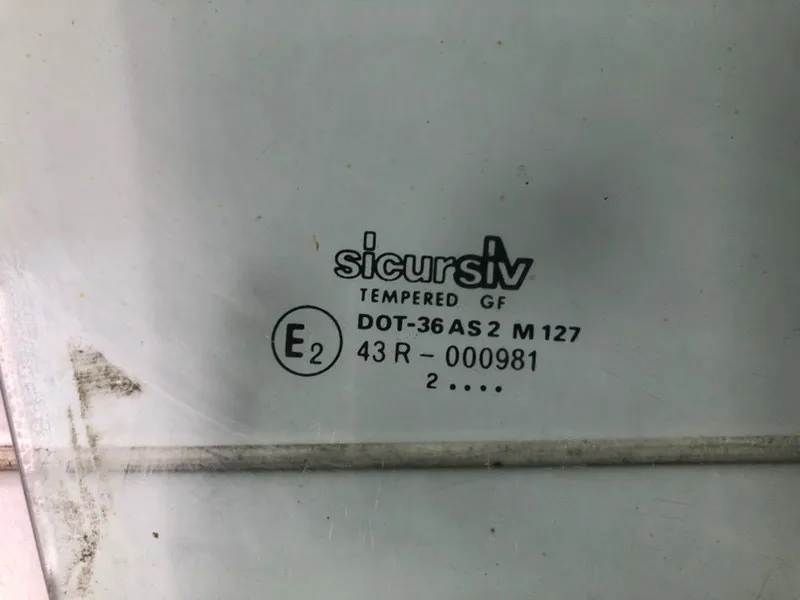 sicursiv
TEMPERED GF
DOT-36 AS 2 M 127
E2
43 R - 000981
2 ....